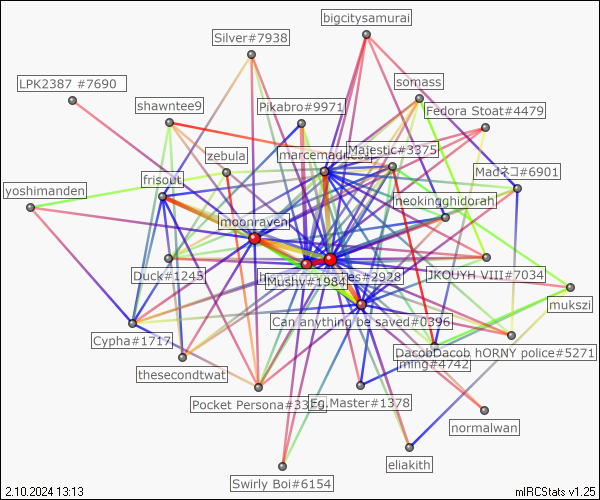 bigcitysamurai
Silver#7938
LPK2387 #7690
somass
shawntee9
Pikabro#9971
Fedora Stoat#4479
zebula
marcemadness
Majestic#3375
Madネコ#6901
frisout
yoshimanden
neokingghidorah
moonraven
Duck#1245
Mushy#1984
es#2928
JKOUYH VIII#7034
mukszi
Can anything be saved#0396
Cypha#1717
DacobDacob hORNY police#5271
ming#4742
thesecondtwat
Pocket Persona#33
Eg.Master#1378
normalwan
eliakith
Swirly Boi#6154
2.10.2024 13:13
mIRCStats v1.25